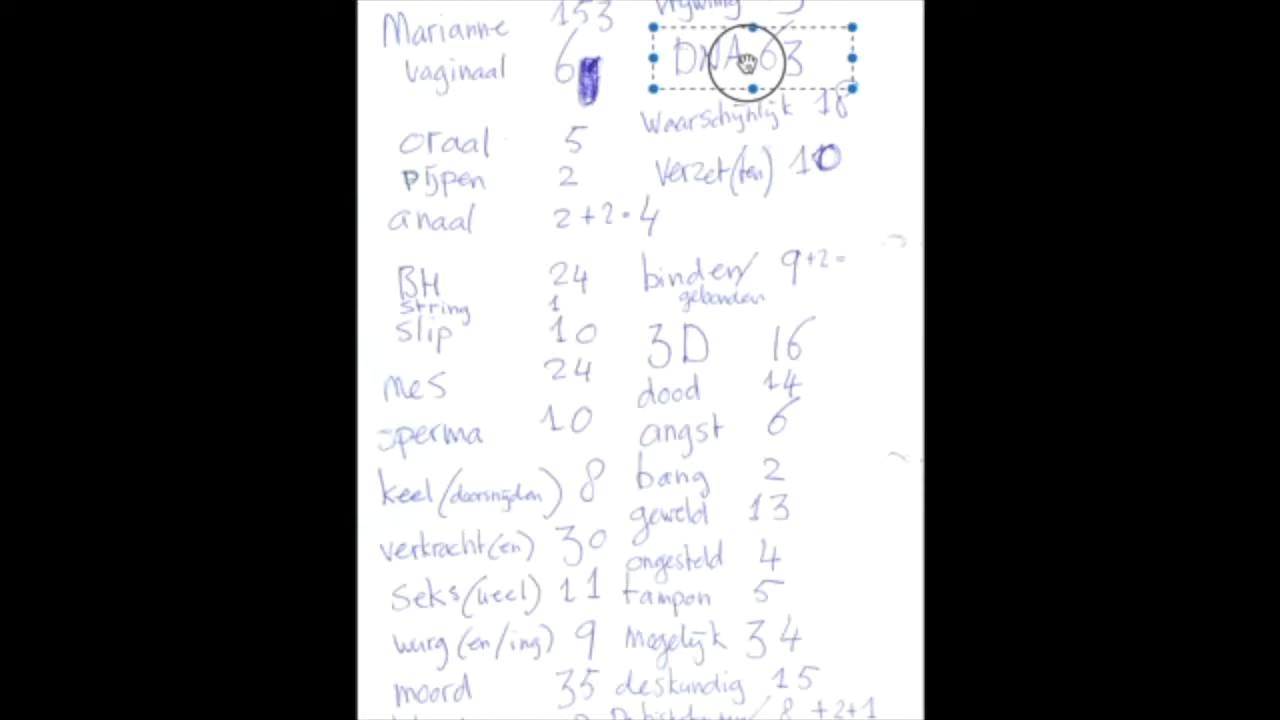 Marianne 153
vaginaal 6
oraal 5
pijpen 2
anaal 2+2=4
BH 24
string 1
slip 10
mes 24
sperma 10
keel (doorsnijden) 8
verkracht(en) 30
seks(ueel) 11
wurg (en/ing) 9
moord 35
DNA 63
Waarschijnlijk 18
Verzet(ten) 10
binden/ 9+2=
gebonden
3D 16
dood 14
angst 6
bang 2
geweld 13
ongesteld 4
tampon 5
Mogelijk 34
deskundig 15
8 +2+1